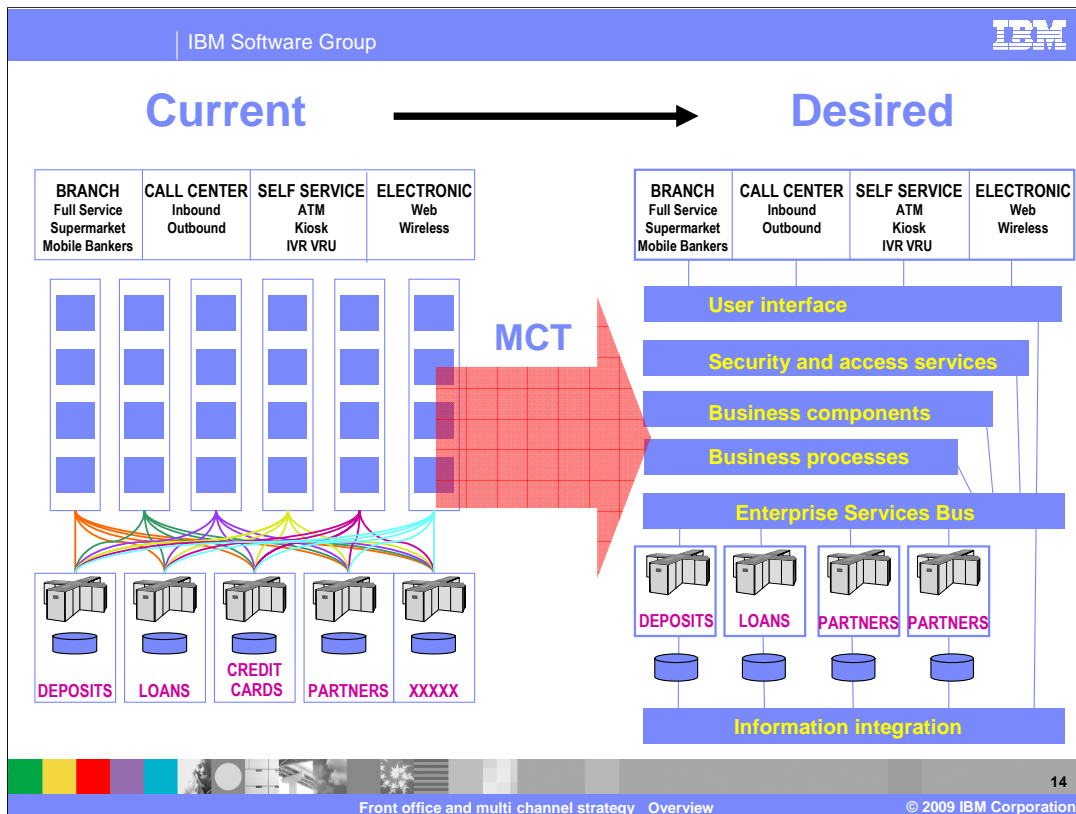 IBM Software Group
IBM
Current
Desired
BRANCH
Full Service
Supermarket
Mobile Bankers
CALL CENTER
Inbound
Outbound
SELF SERVICE
ATM
Kiosk
IVR VRU
ELECTRONIC
Web
Wireless
BRANCH
Full Service
Supermarket
Mobile Bankers
CALL CENTER
Inbound
Outbound
SELF SERVICE
ATM
Kiosk
IVR VRU
ELECTRONIC
Web
Wireless
MCT
User interface
Security and access services
Business components
Business processes
Enterprise Services Bus
DEPOSITS
LOANS
CREDIT
CARDS
PARTNERS
XXXXX
DEPOSITS
LOANS
PARTNERS
PARTNERS
Information integration
14
Front office and multi channel strategy Overview
© 2009 IBM Corporation